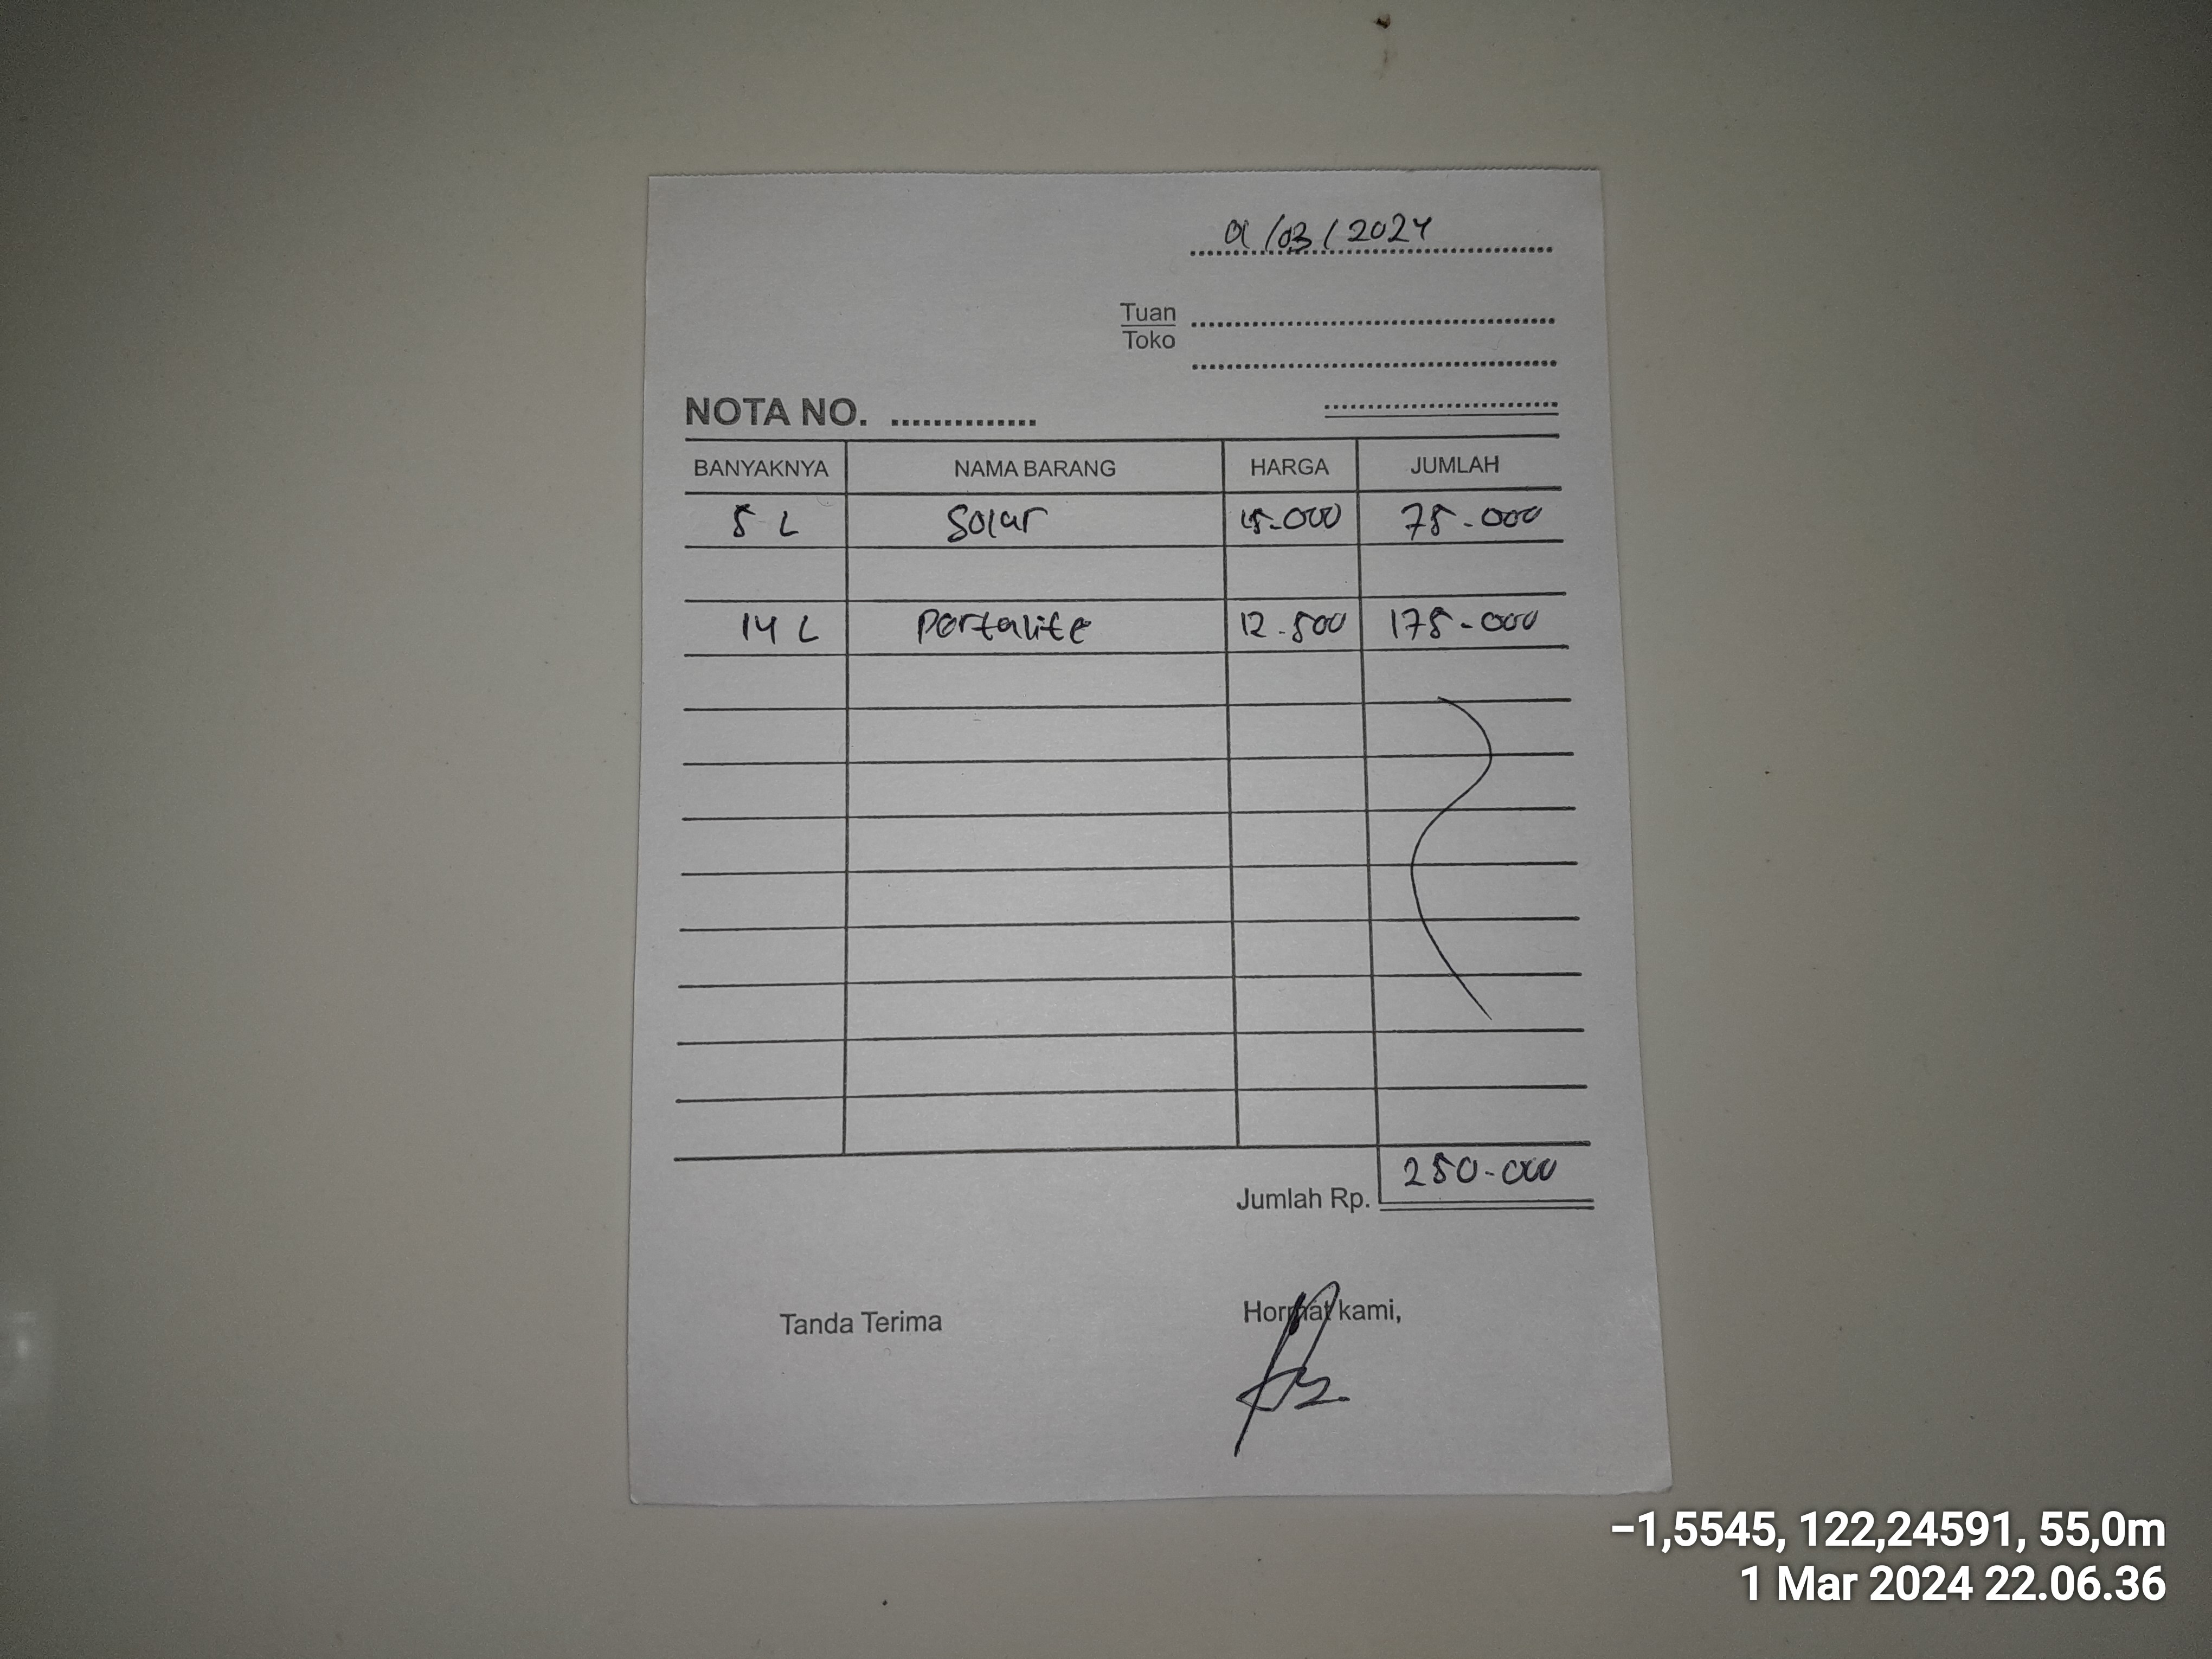 01/03/2024
Tuan
Toko
NOTA NO. ..............
BANYAKNYA NAMA BARANG HARGA JUMLAH
5 L Solar 15.000 75.000
14 L Pertalite 12.500 175.000
250.000
Jumlah Rp.
Tanda Terima Hormat kami,
-1,5545, 122,24591, 55,0m
1 Mar 2024 22.06.36